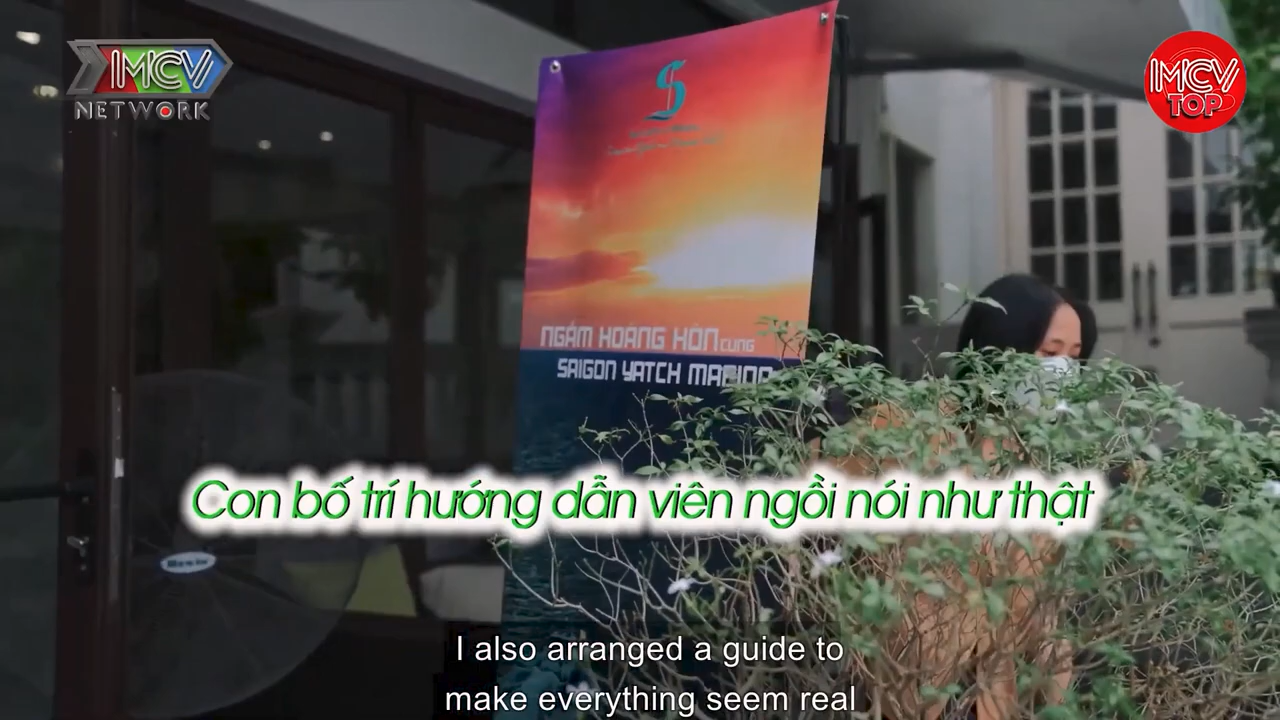 MCV
NETWORK
MCV
TOP
S
NGẮM HOÀNG HÔN CÙNG
SAIGON YATCH MARINA
Con bố trí hướng dẫn viên ngồi nói như thật
I also arranged a guide to
make everything seem real